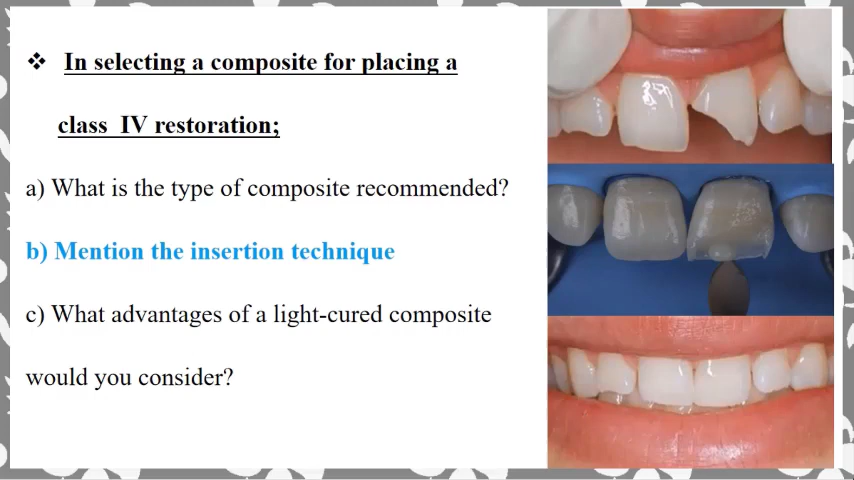 ❖ In selecting a composite for placing a
class IV restoration;
a) What is the type of composite recommended?
b) Mention the insertion technique
c) What advantages of a light-cured composite
would you consider?